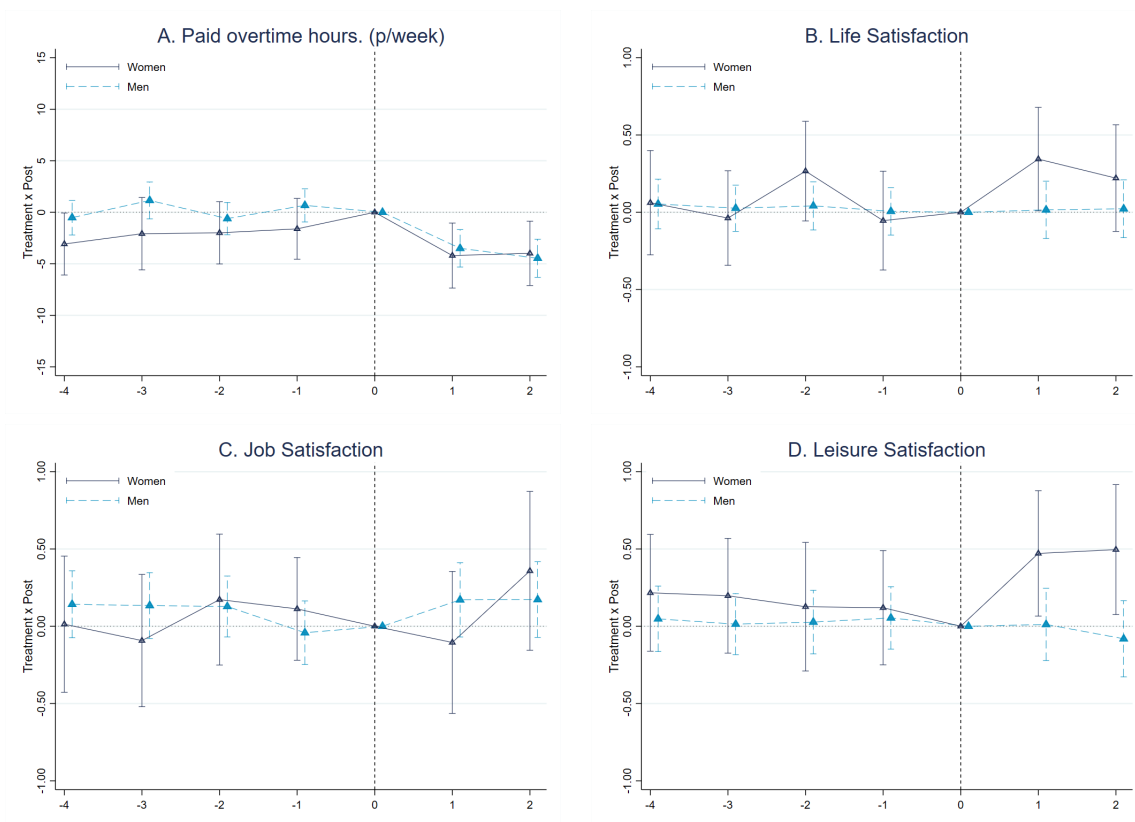 A. Paid overtime hours. (p/week)
Treatment x Post
15
10
5
0
-5
-10
-15
Women
Men
-4 -3 -2 -1 0 1 2
B. Life Satisfaction
Treatment x Post
1.00
0.50
0.00
-0.50
-1.00
Women
Men
-4 -3 -2 -1 0 1 2
C. Job Satisfaction
Treatment x Post
1.00
0.50
0.00
-0.50
-1.00
Women
Men
-4 -3 -2 -1 0 1 2
D. Leisure Satisfaction
Treatment x Post
1.00
0.50
0.00
-0.50
-1.00
Women
Men
-4 -3 -2 -1 0 1 2